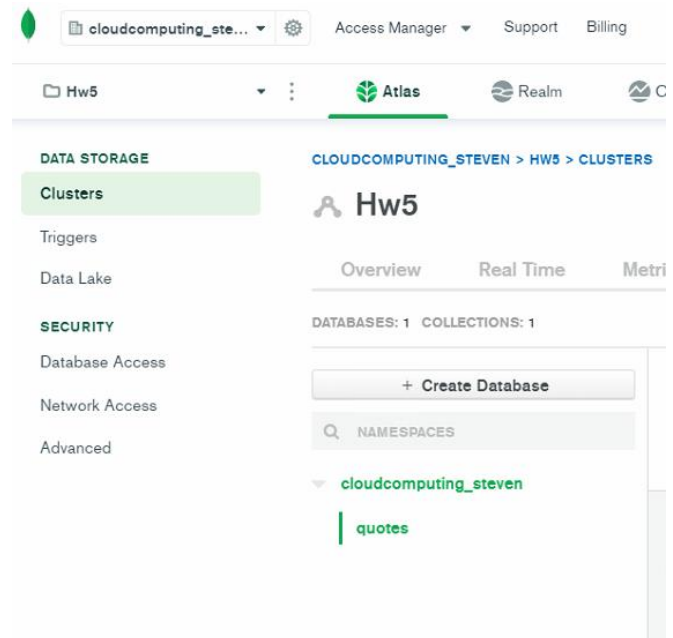 cloudcomputing_ste... Access Manager Support Billing
Hw5 Atlas Realm C
DATA STORAGE
Clusters
Triggers
Data Lake
SECURITY
Database Access
Network Access
Advanced
CLOUDCOMPUTING_STEVEN > HW5 > CLUSTERS
Hw5
Overview Real Time Metri
DATABASES: 1 COLLECTIONS: 1
+ Create Database
NAMESPACES
cloudcomputing_steven
quotes